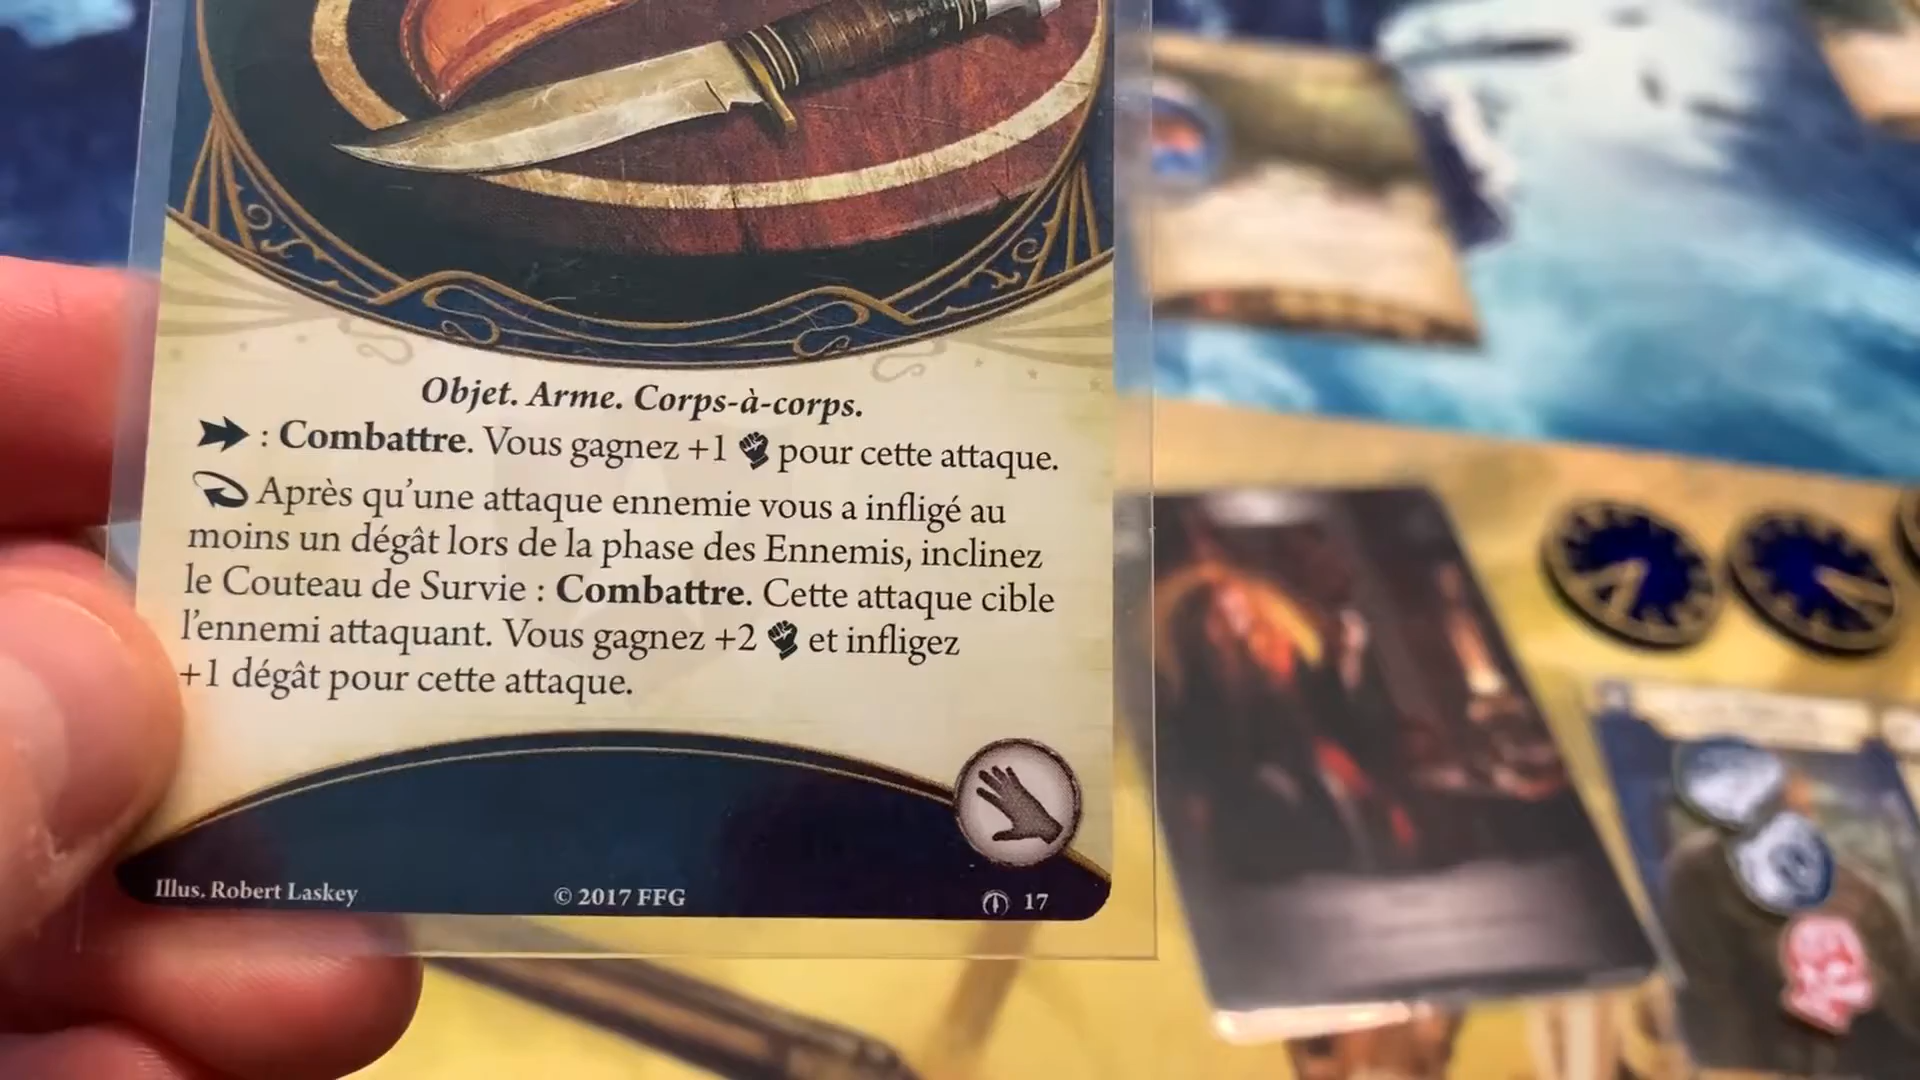 Objet. Arme. Corps-à-corps.
: Combattre. Vous gagnez +1 pour cette attaque.
Après qu'une attaque ennemie vous a infligé au
moins un dégât lors de la phase des Ennemis, inclinez
le Couteau de Survie : Combattre. Cette attaque cible
l'ennemi attaquant. Vous gagnez +2 et infligez
+1 dégât pour cette attaque.
Illus. Robert Laskey © 2017 FFG 17